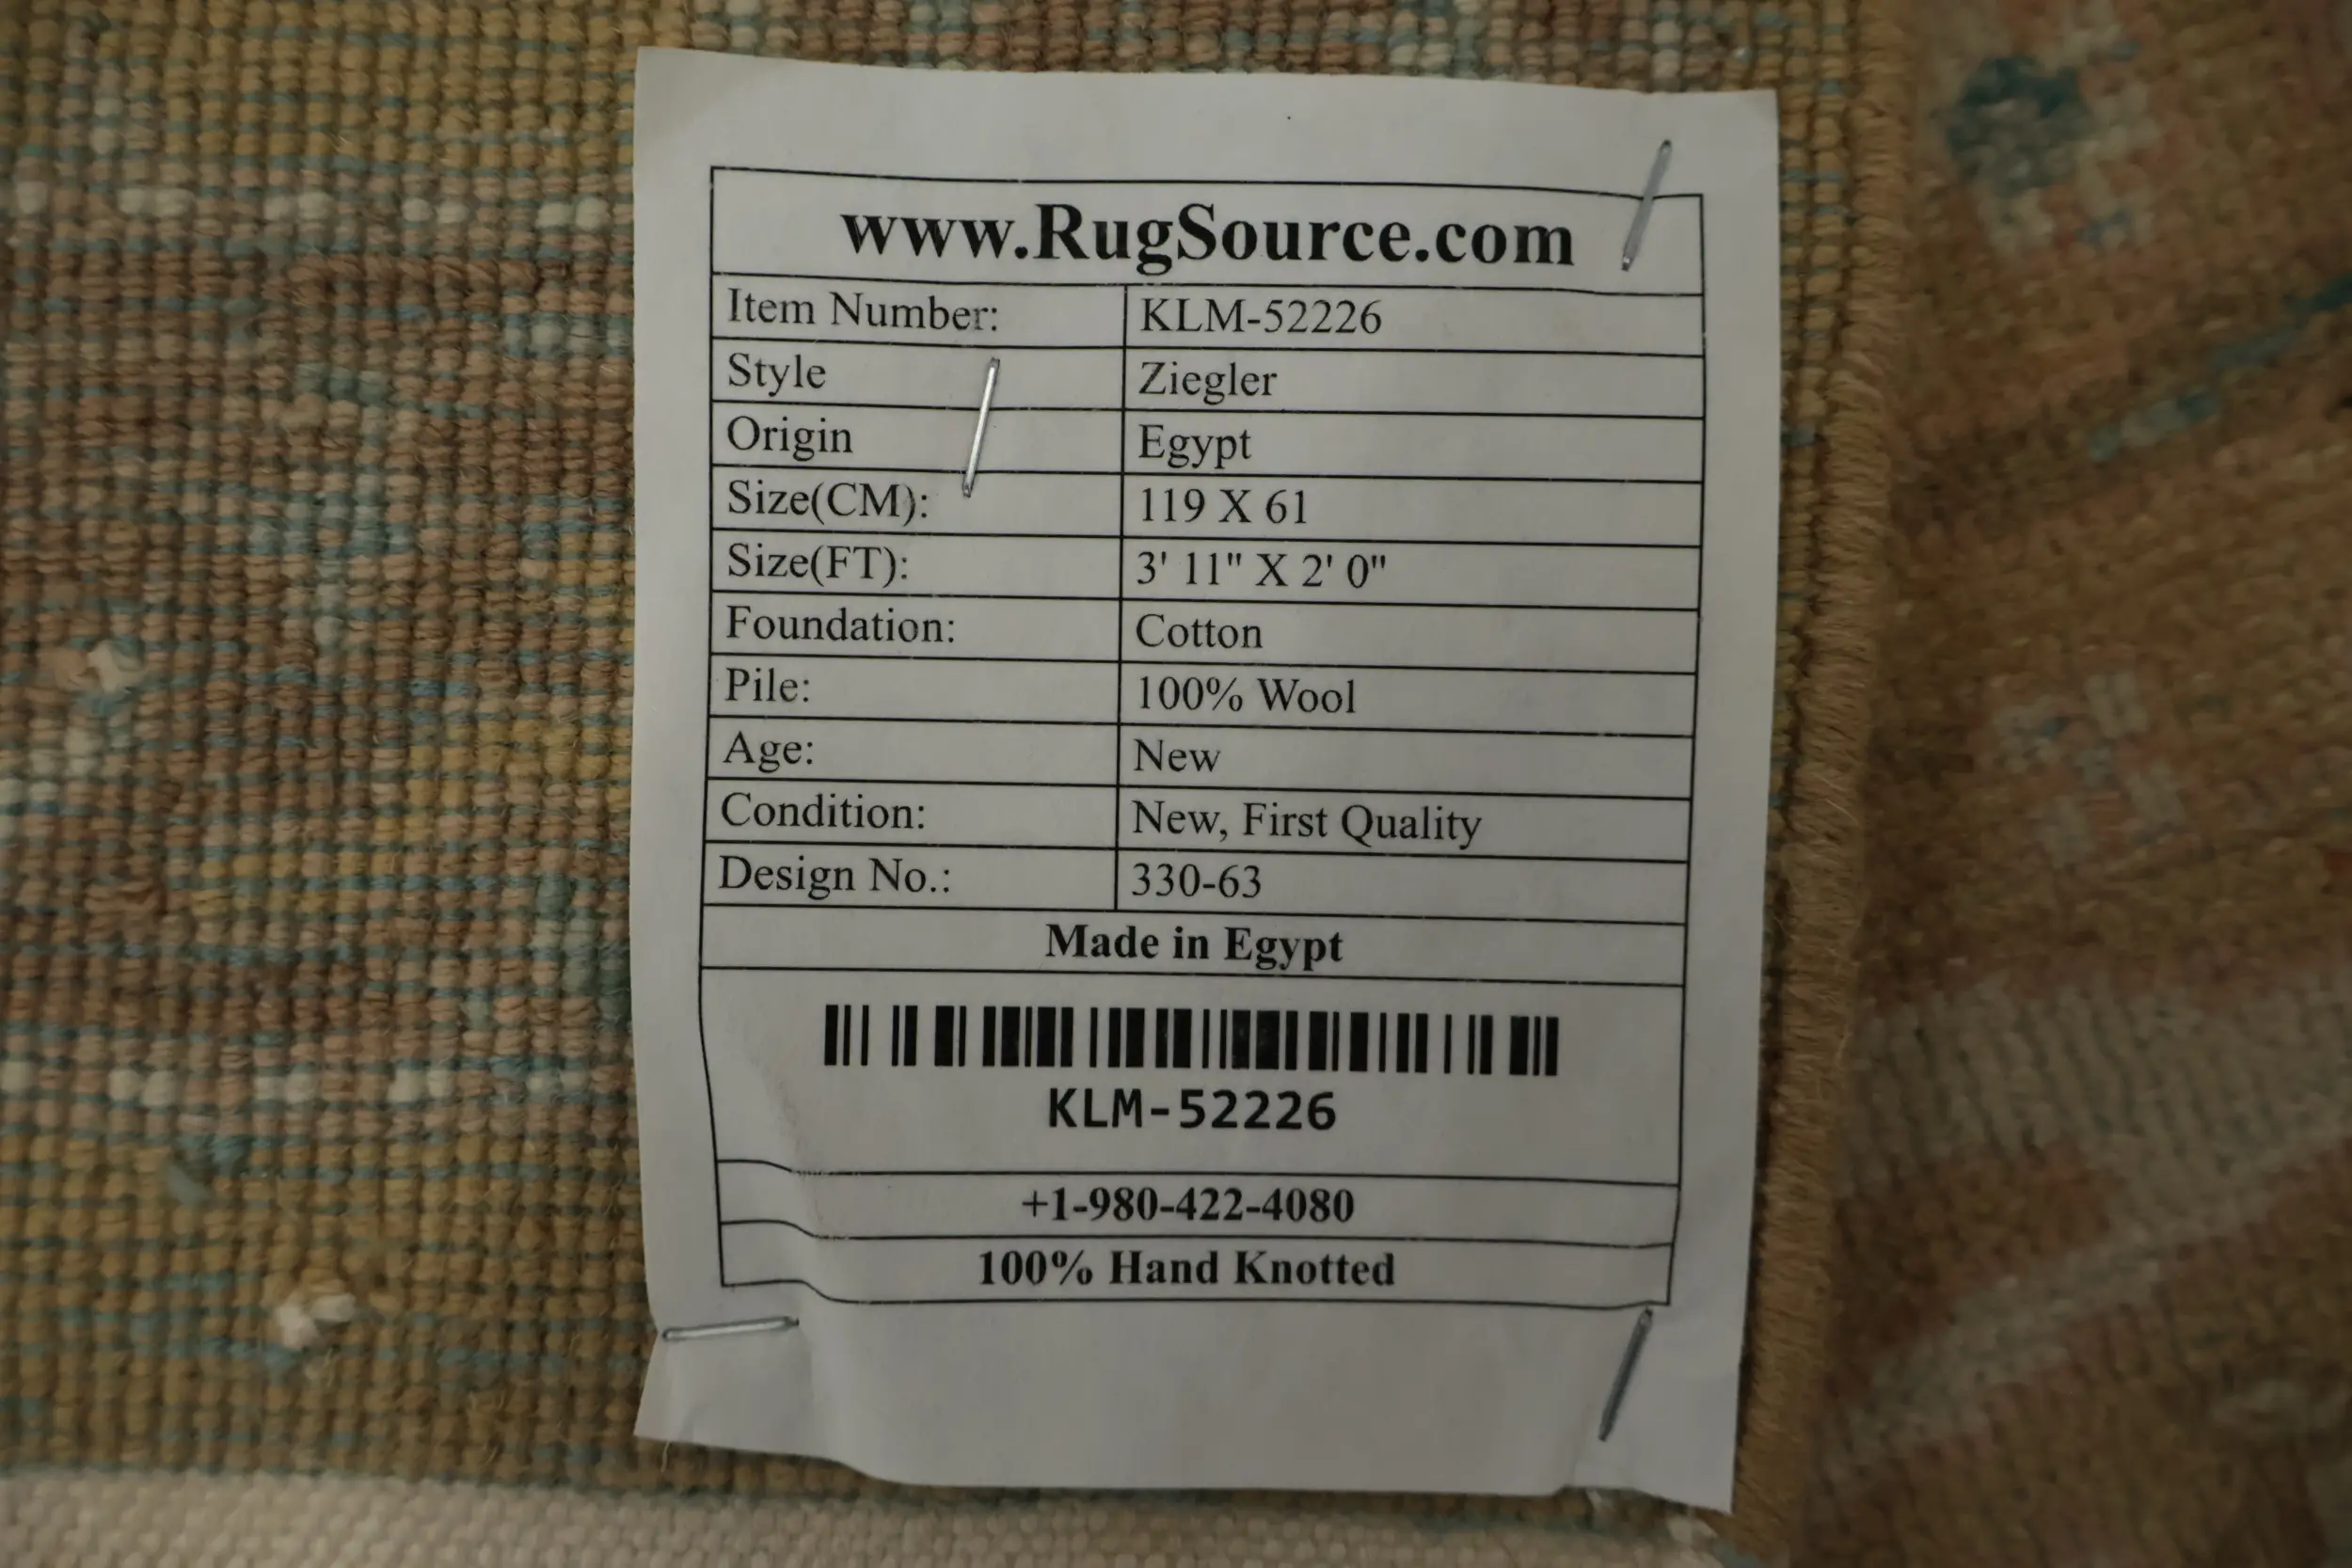 www.RugSource.com
Item Number: KLM-52226
Style Ziegler
Origin Egypt
Size(CM): 119 X 61
Size(FT): 3' 11" X 2' 0"
Foundation: Cotton
Pile: 100% Wool
Age: New
Condition: New, First Quality
Design No.: 330-63
Made in Egypt
KLM-52226
+1-980-422-4080
100% Hand Knotted